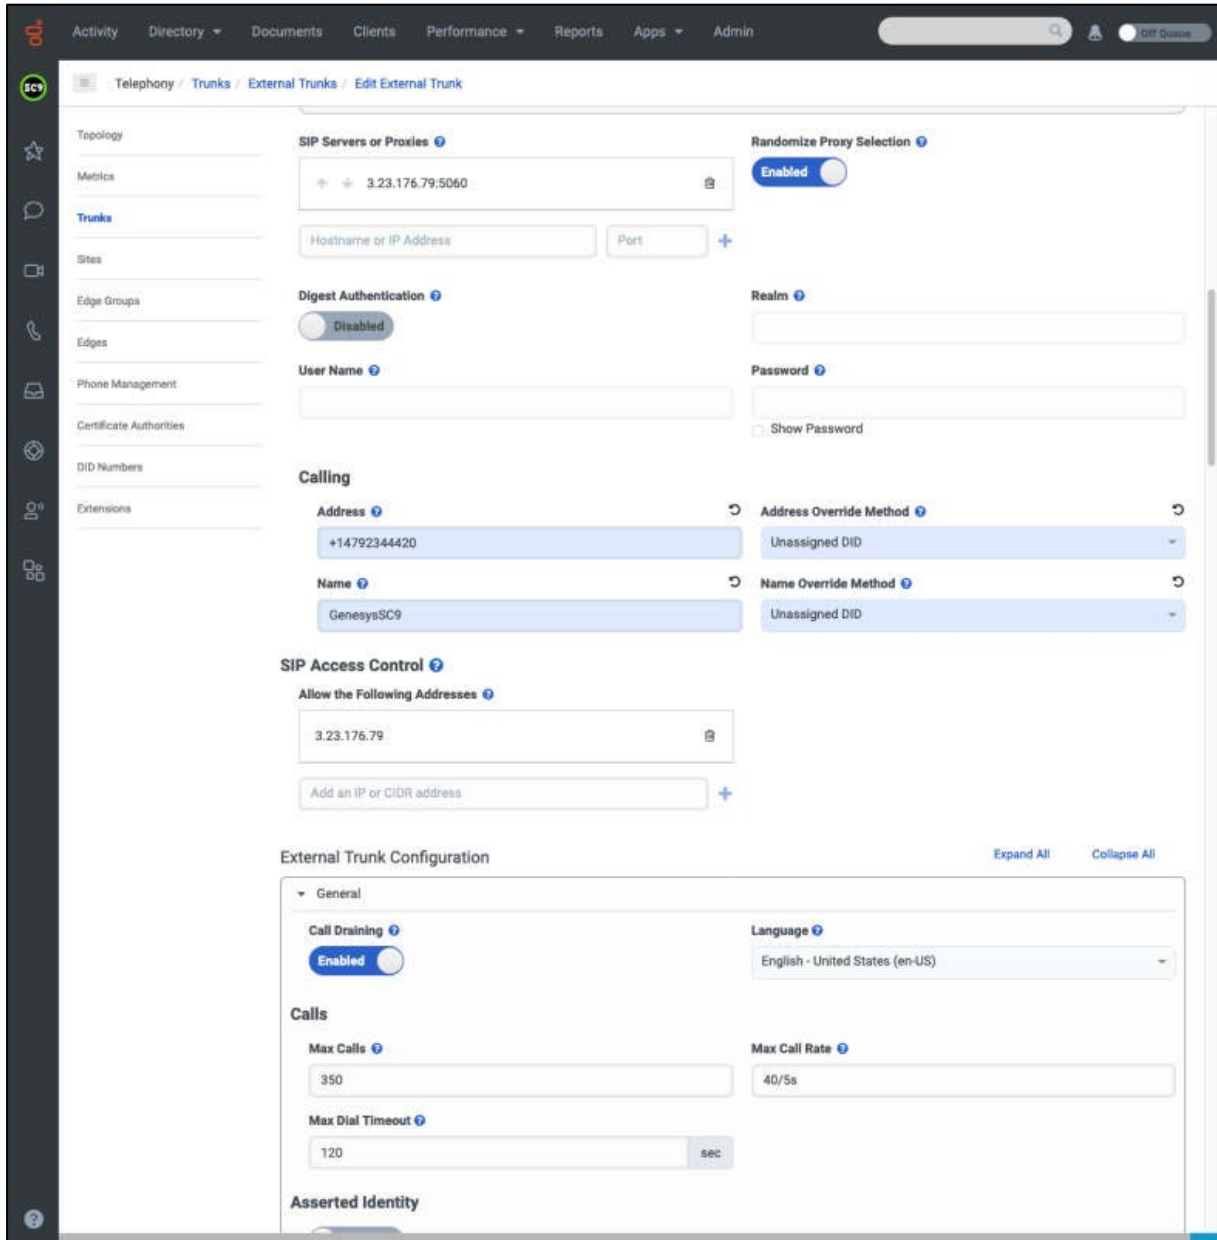 Activity Directory Documents Clients Performance Reports Apps Admin Off Queue
SC9 Telephony / Trunks / External Trunks / Edit External Trunk
Topology
Metrics
Trunks
Sites
Edge Groups
Edges
Phone Management
Certificate Authorities
DID Numbers
Extensions
SIP Servers or Proxies Randomize Proxy Selection
3.23.176.79:5060 Enabled
Hostname or IP Address Port
Digest Authentication Realm
Disabled
User Name Password
Show Password
Calling
Address Address Override Method
+14792344420 Unassigned DID
Name Name Override Method
GenesysSC9 Unassigned DID
SIP Access Control
Allow the Following Addresses
3.23.176.79
Add an IP or CIDR address
External Trunk Configuration Expand All Collapse All
General
Call Draining Language
Enabled English - United States (en-US)
Calls
Max Calls Max Call Rate
350 40/5s
Max Dial Timeout
120 sec
Asserted Identity